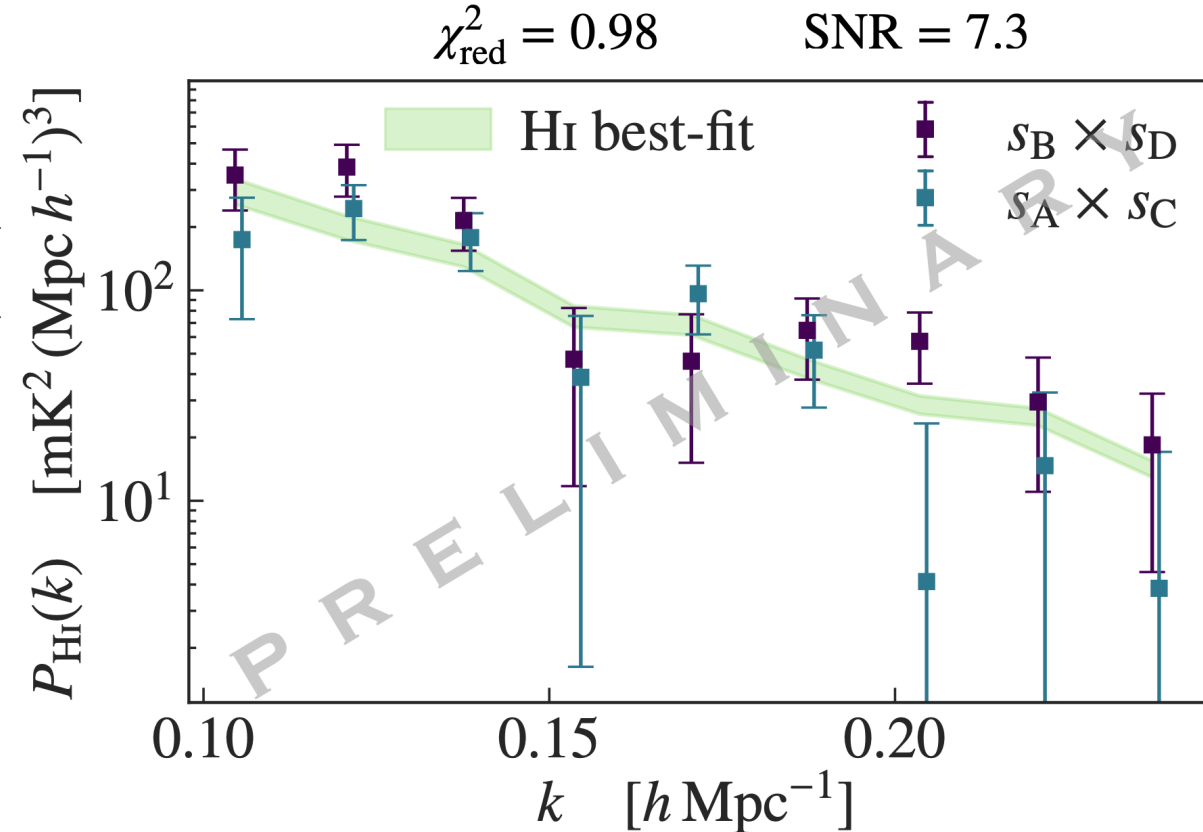 χ²red = 0.98 SNR = 7.3
HI best-fit
sB × sD
sA × sC
PRELIMINARY
PHI(k) [mK² (Mpc h⁻¹)³]
10²
10¹
0.10 0.15 0.20
k [h Mpc⁻¹]